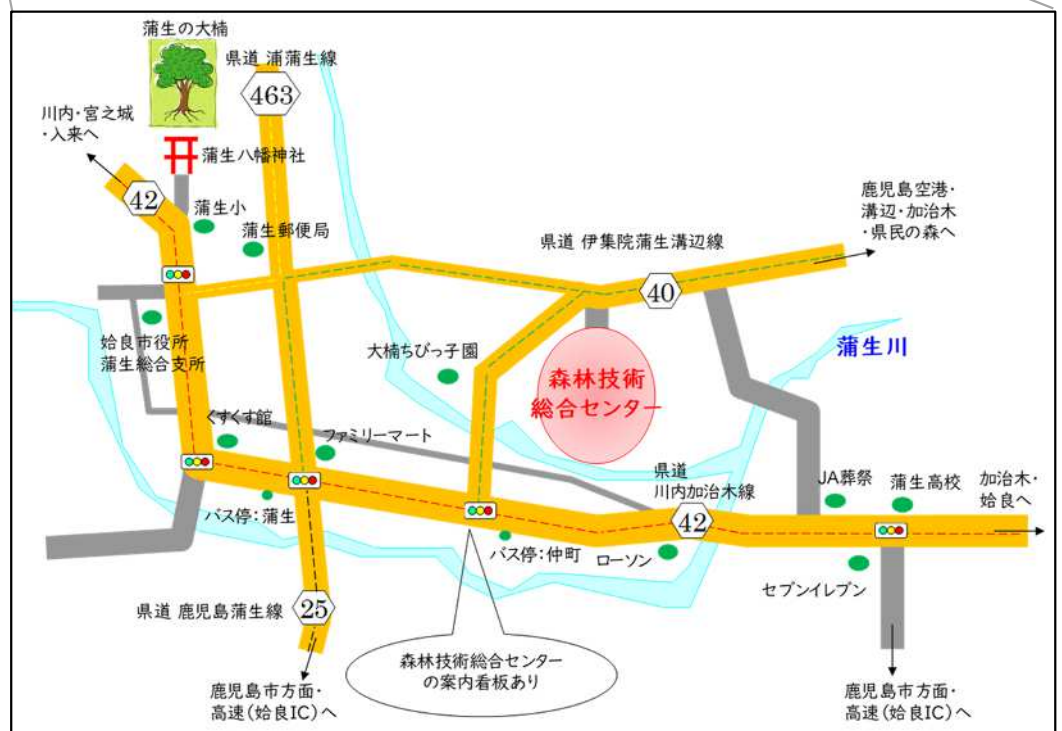 蒲生の大楠
県道 浦蒲生線
463
川内・宮之城
・入来へ
蒲生八幡神社
42
蒲生小
蒲生郵便局
鹿児島空港・
溝辺・加治木
・県民の森へ
県道 伊集院蒲生溝辺線
40
姶良市役所
蒲生総合支所
大楠ちびっ子園
森林技術
総合センター
蒲生川
くすくす館
ファミリーマート
県道
川内加治木線
42
JA葬祭
蒲生高校
加治木・
姶良へ
バス停:蒲生
バス停:仲町
ローソン
セブンイレブン
県道 鹿児島蒲生線
25
森林技術総合センター
の案内看板あり
鹿児島市方面・
高速(姶良IC)へ
鹿児島市方面・
高速(姶良IC)へ